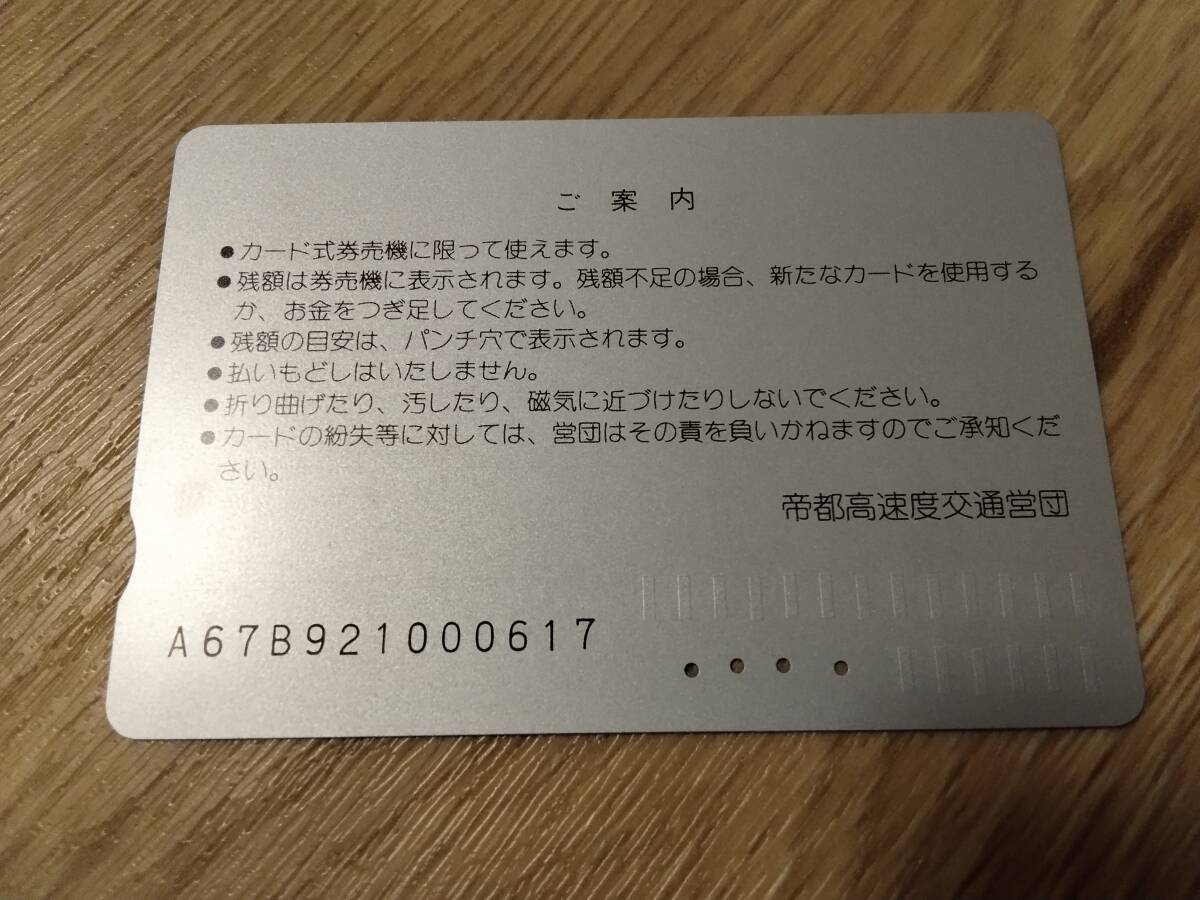 ご案内
●カード式券売機に限って使えます。
●残額は券売機に表示されます。残額不足の場合、新たなカードを使用する
か、お金をつぎ足してください。
●残額の目安は、パンチ穴で表示されます。
●払いもどしはいたしません。
●折り曲げたり、汚したり、磁気に近づけたりしないでください。
●カードの紛失等に対しては、営団はその責を負いかねますのでご承知くだ
さい。
帝都高速度交通営団
A67B921000617